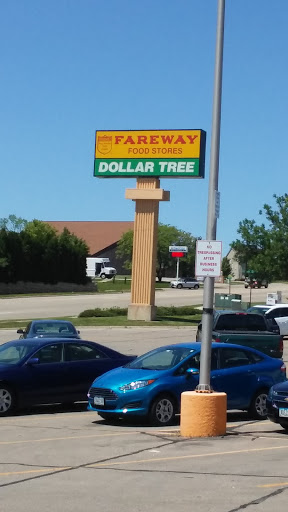 FAREWAY
FOOD STORES
DOLLAR TREE
NO
TRESPASSING
AFTER
BUSINESS
HOURS